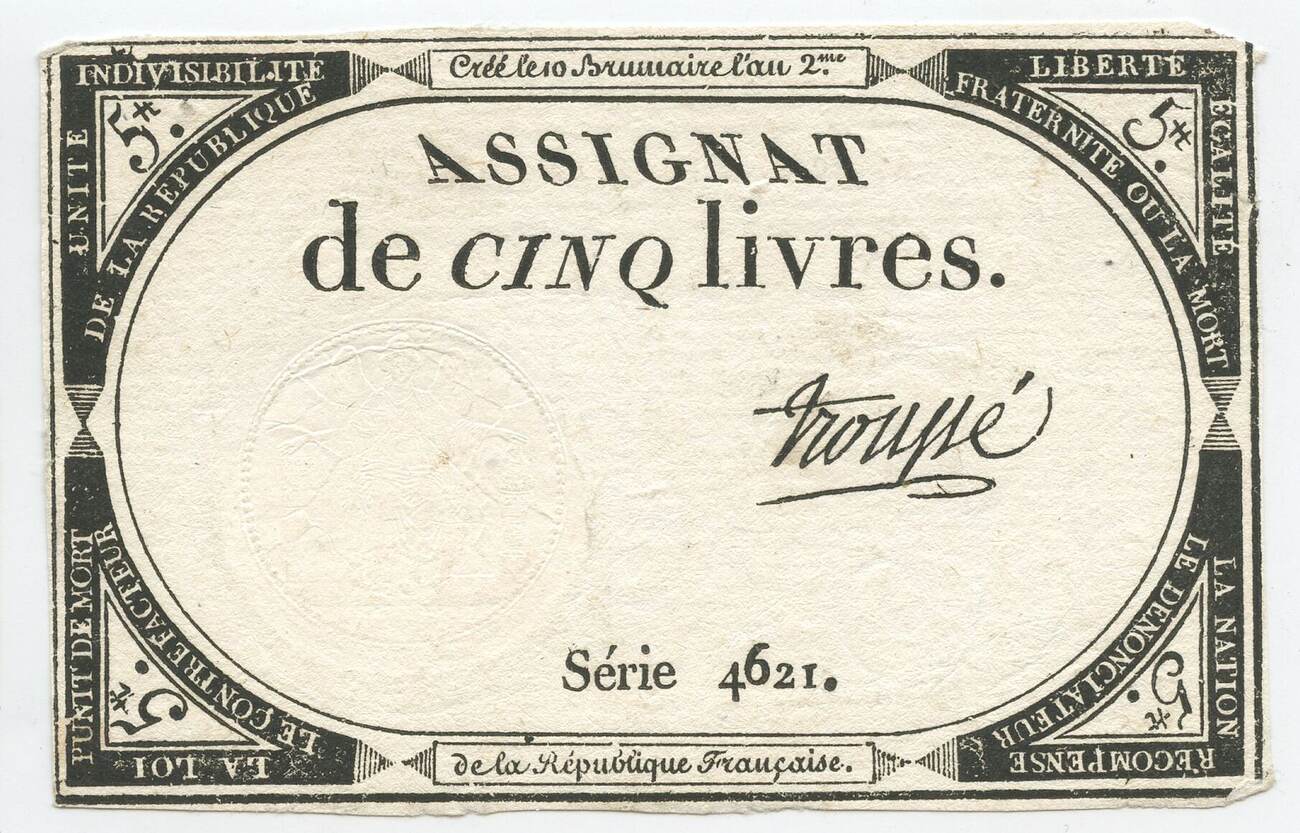 Créé le 10 Brumaire l'an 2.me
UNITE INDIVISIBILITE
DE LA REPUBLIQUE
5₶.
LIBERTE EGALITE
FRATERNITE OU LA MORT
5₶.
ASSIGNAT
de CINQ livres.
Trouppé
Série 4621.
LA LOI PUNIT DE MORT
LE CONTREFACTEUR
5₶.
LA NATION RECOMPENSE
LE DENONCIATEUR
5₶.
de la République Française.